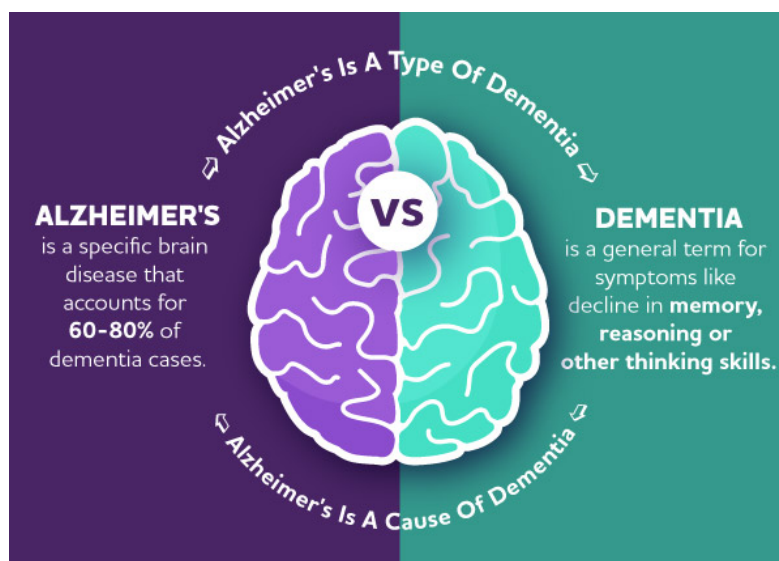 Alzheimer's Is A Type Of Dementia
VS
ALZHEIMER'S
is a specific brain
disease that
accounts for
60-80% of
dementia cases.
DEMENTIA
is a general term for
symptoms like
decline in memory,
reasoning or
other thinking skills.
Alzheimer's Is A Cause Of Dementia